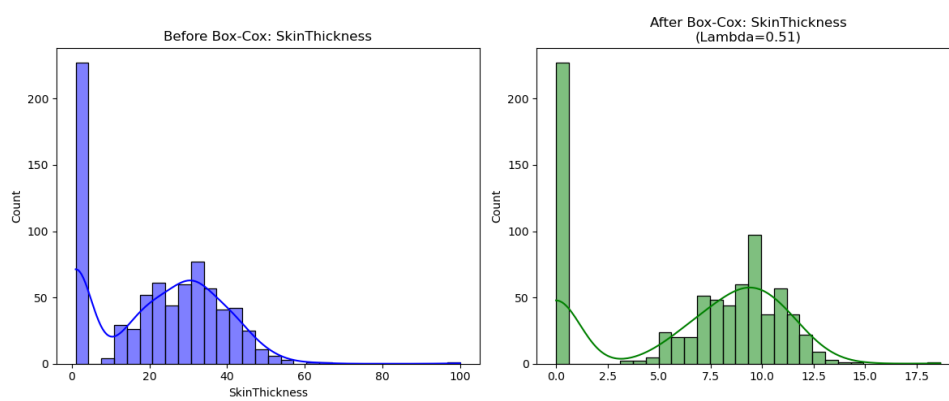 Before Box-Cox: SkinThickness
Count
200
150
100
50
0
0 20 40 60 80 100
SkinThickness
After Box-Cox: SkinThickness
(Lambda=0.51)
Count
200
150
100
50
0
0.0 2.5 5.0 7.5 10.0 12.5 15.0 17.5